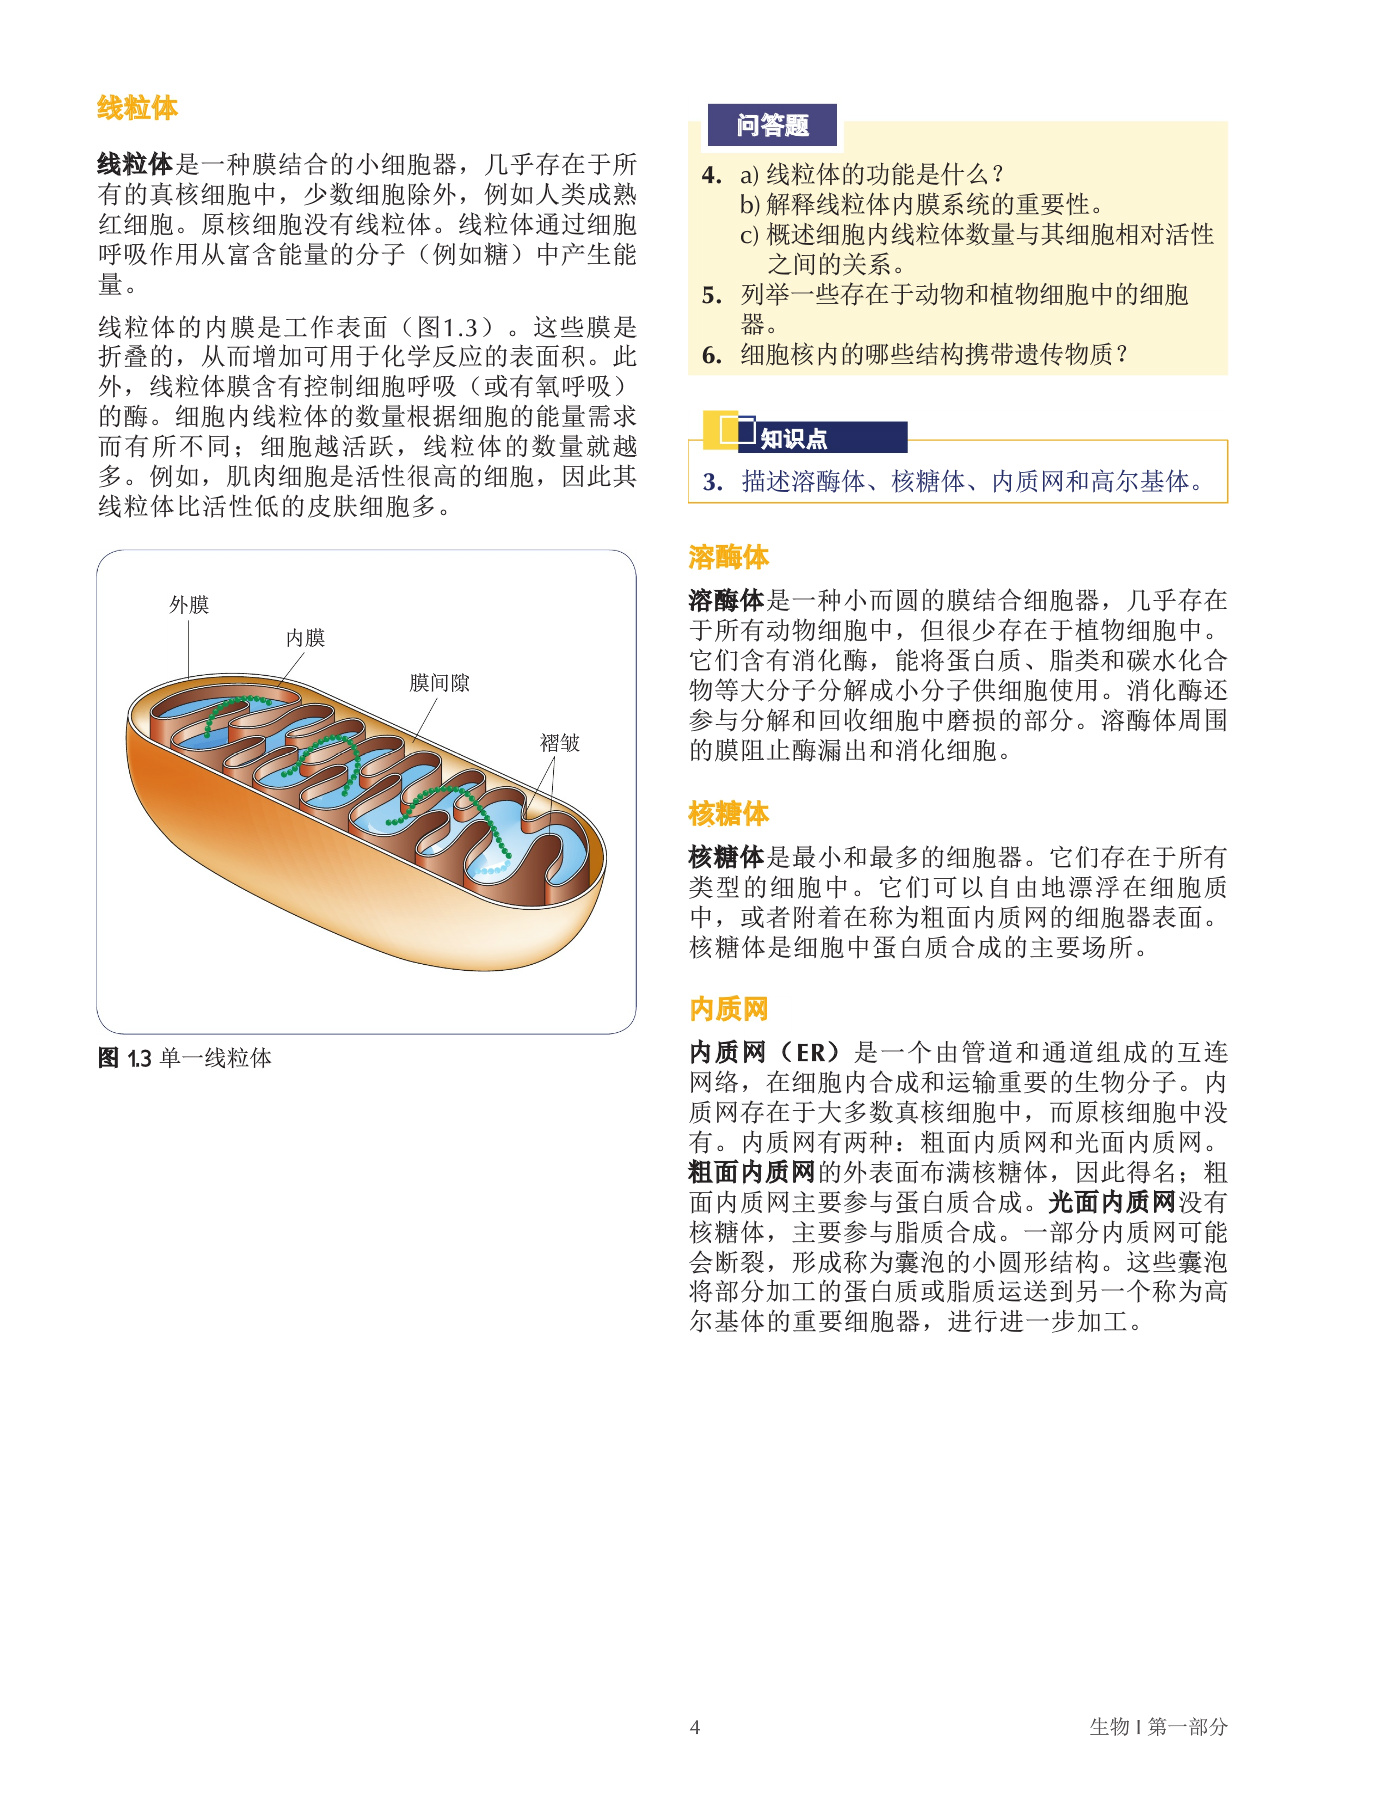 线粒体
线粒体是一种膜结合的小细胞器，几乎存在于所
有的真核细胞中，少数细胞除外，例如人类成熟
红细胞。原核细胞没有线粒体。线粒体通过细胞
呼吸作用从富含能量的分子（例如糖）中产生能
量。
线粒体的内膜是工作表面（图1.3）。这些膜是
折叠的，从而增加可用于化学反应的表面积。此
外，线粒体膜含有控制细胞呼吸（或有氧呼吸）
的酶。细胞内线粒体的数量根据细胞的能量需求
而有所不同；细胞越活跃，线粒体的数量就越
多。例如，肌肉细胞是活性很高的细胞，因此其
线粒体比活性低的皮肤细胞多。
外膜
内膜
膜间隙
褶皱
图 1.3 单一线粒体
问答题
4. a) 线粒体的功能是什么？
b) 解释线粒体内膜系统的重要性。
c) 概述细胞内线粒体数量与其细胞相对活性
之间的关系。
5. 列举一些存在于动物和植物细胞中的细胞
器。
6. 细胞核内的哪些结构携带遗传物质？
知识点
3. 描述溶酶体、核糖体、内质网和高尔基体。
溶酶体
溶酶体是一种小而圆的膜结合细胞器，几乎存在
于所有动物细胞中，但很少存在于植物细胞中。
它们含有消化酶，能将蛋白质、脂类和碳水化合
物等大分子分解成小分子供细胞使用。消化酶还
参与分解和回收细胞中磨损的部分。溶酶体周围
的膜阻止酶漏出和消化细胞。
核糖体
核糖体是最小和最多的细胞器。它们存在于所有
类型的细胞中。它们可以自由地漂浮在细胞质
中，或者附着在称为粗面内质网的细胞器表面。
核糖体是细胞中蛋白质合成的主要场所。
内质网
内质网（ER）是一个由管道和通道组成的互连
网络，在细胞内合成和运输重要的生物分子。内
质网存在于大多数真核细胞中，而原核细胞中没
有。内质网有两种：粗面内质网和光面内质网。
粗面内质网的外表面布满核糖体，因此得名；粗
面内质网主要参与蛋白质合成。光面内质网没有
核糖体，主要参与脂质合成。一部分内质网可能
会断裂，形成称为囊泡的小圆形结构。这些囊泡
将部分加工的蛋白质或脂质运送到另一个称为高
尔基体的重要细胞器，进行进一步加工。
4
生物 I 第一部分